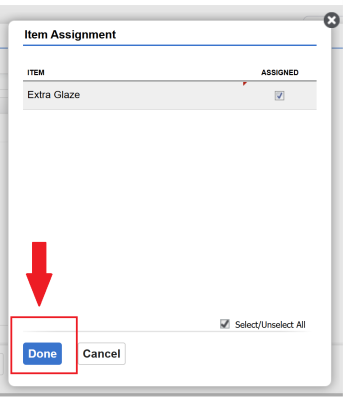 Item Assignment
ITEM ASSIGNED
Extra Glaze
Select/Unselect All
Done Cancel